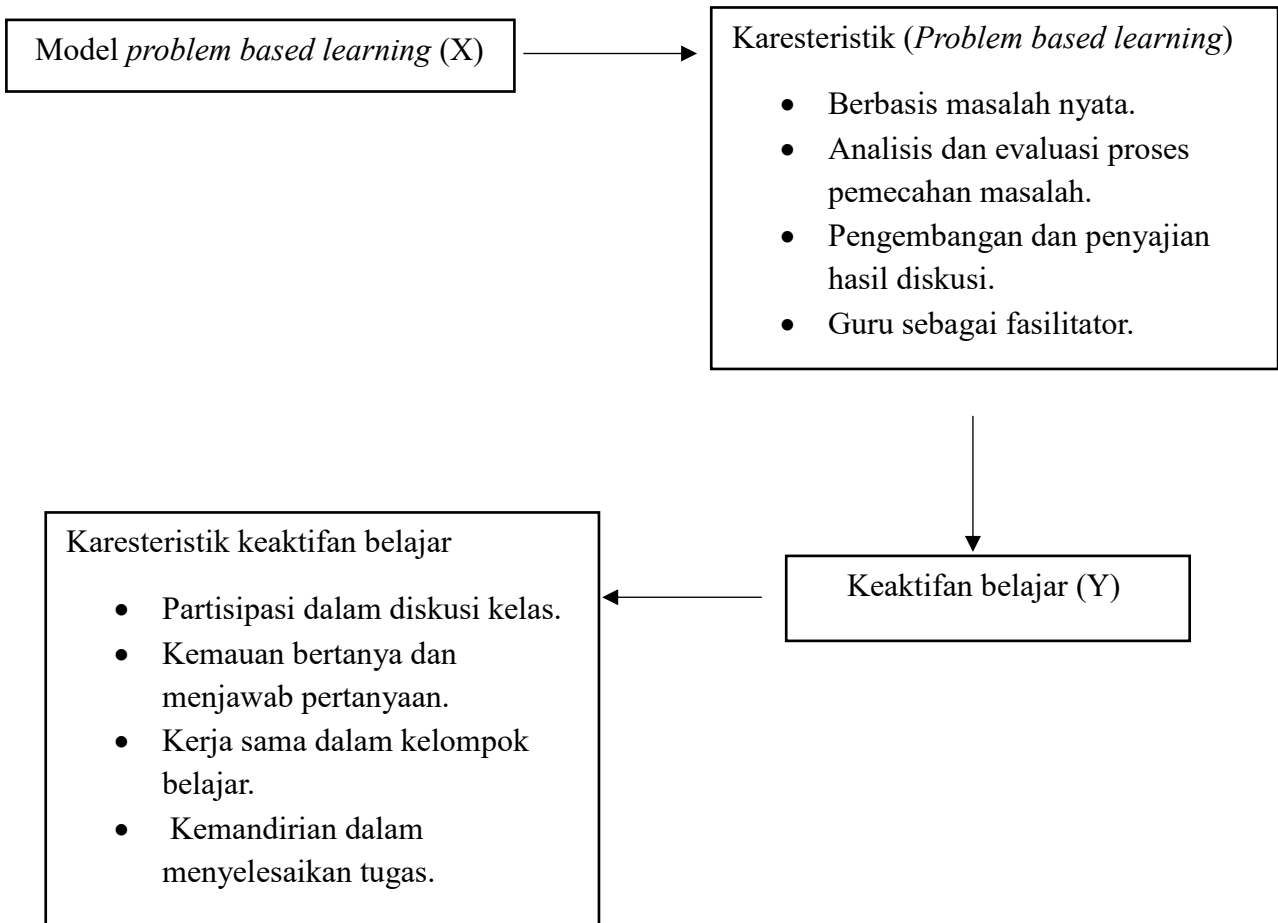 Model problem based learning (X)
Karesteristik (Problem based learning)
• Berbasis masalah nyata.
• Analisis dan evaluasi proses
pemecahan masalah.
• Pengembangan dan penyajian
hasil diskusi.
• Guru sebagai fasilitator.
Keaktifan belajar (Y)
Karesteristik keaktifan belajar
• Partisipasi dalam diskusi kelas.
• Kemauan bertanya dan
menjawab pertanyaan.
• Kerja sama dalam kelompok
belajar.
• Kemandirian dalam
menyelesaikan tugas.